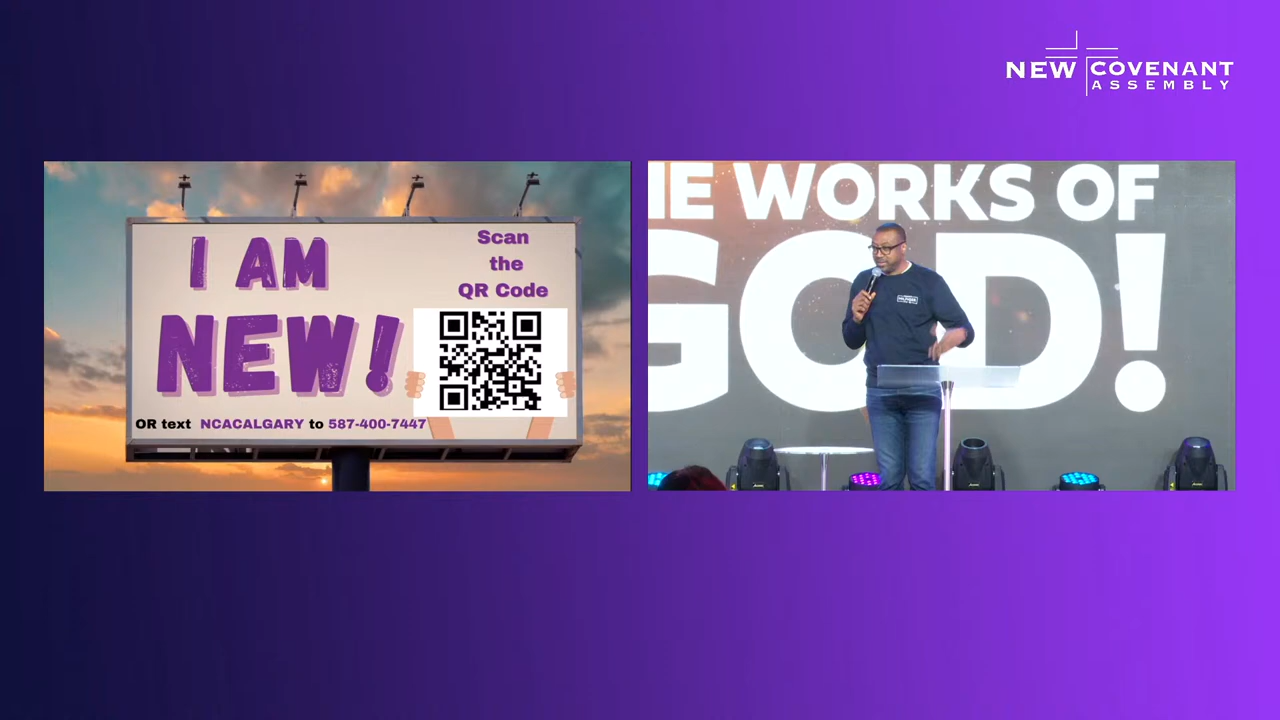 NEW COVENANT
ASSEMBLY
I AM
NEW!
Scan
the
QR Code
OR text NCACALGARY to 587-400-7447
HE WORKS OF
GOD!